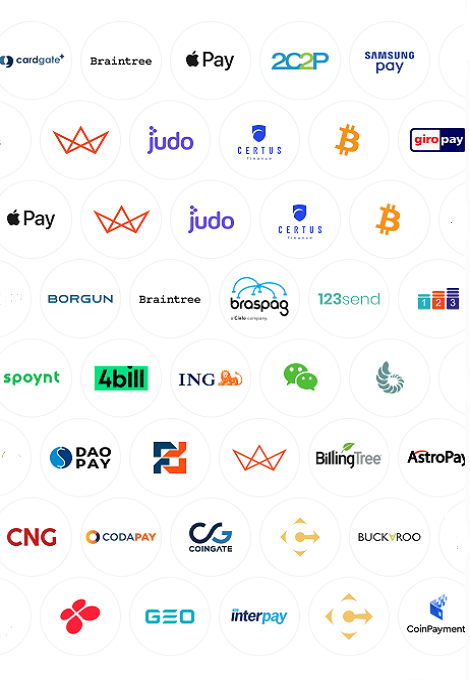 cardgate+
Braintree
Pay
2C2P
SAMSUNG
pay
judo
CERTUS
finance
giropay
Pay
judo
CERTUS
finance
BORGUN
Braintree
braspag
a Cielo company.
123send
1 2 3
spoynt
4bill
ING
DAO
PAY
BillingTree
AstroPay
CNG
CODAPAY
COINGATE
BUCKAROO
GEO
interpay
CoinPayment